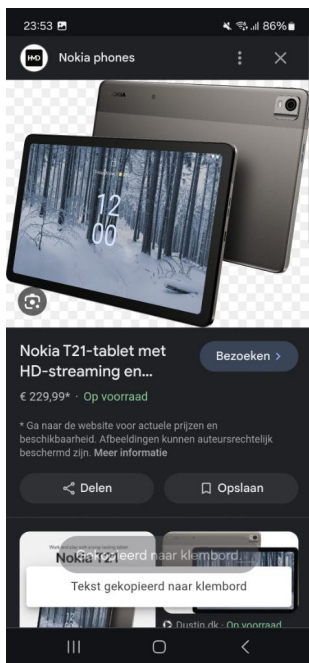 23:53
86%
HMD
Nokia phones
NOKIA
12
00
Nokia T21-tablet met
HD-streaming en...
Bezoeken >
€ 229,99* · Op voorraad
* Ga naar de website voor actuele prijzen en
beschikbaarheid. Afbeeldingen kunnen auteursrechtelijk
beschermd zijn. Meer informatie
Delen
Opslaan
Nokia T21
naar klembord
Tekst gekopieerd naar klembord
Dustin.dk · Op voorraad